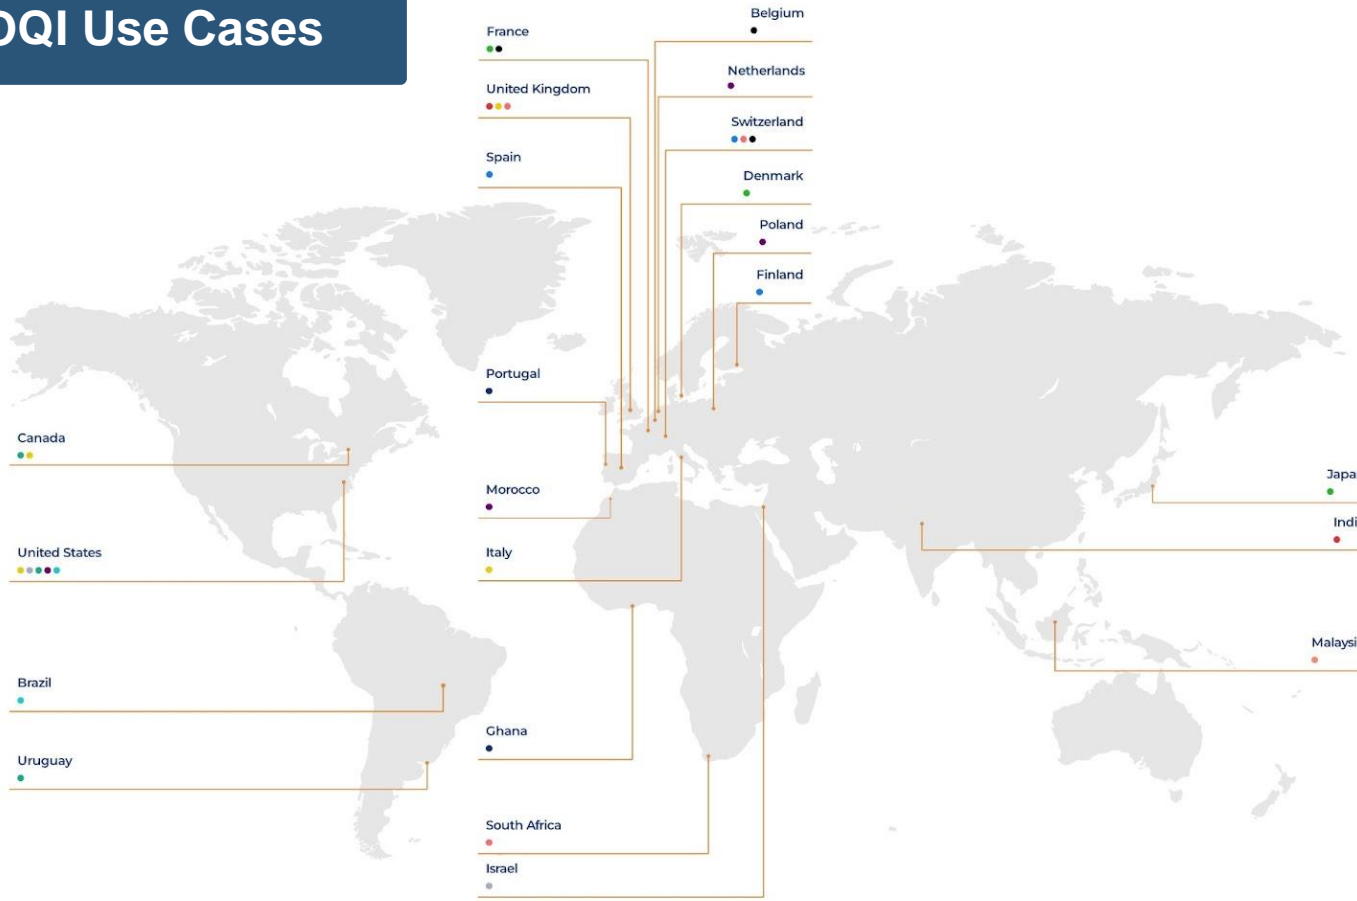 OQI Use Cases
Belgium
France
Netherlands
United Kingdom
Switzerland
Spain
Denmark
Poland
Finland
Portugal
Canada
Japa
Morocco
Indi
United States
Italy
Malaysi
Brazil
Ghana
Uruguay
South Africa
Israel